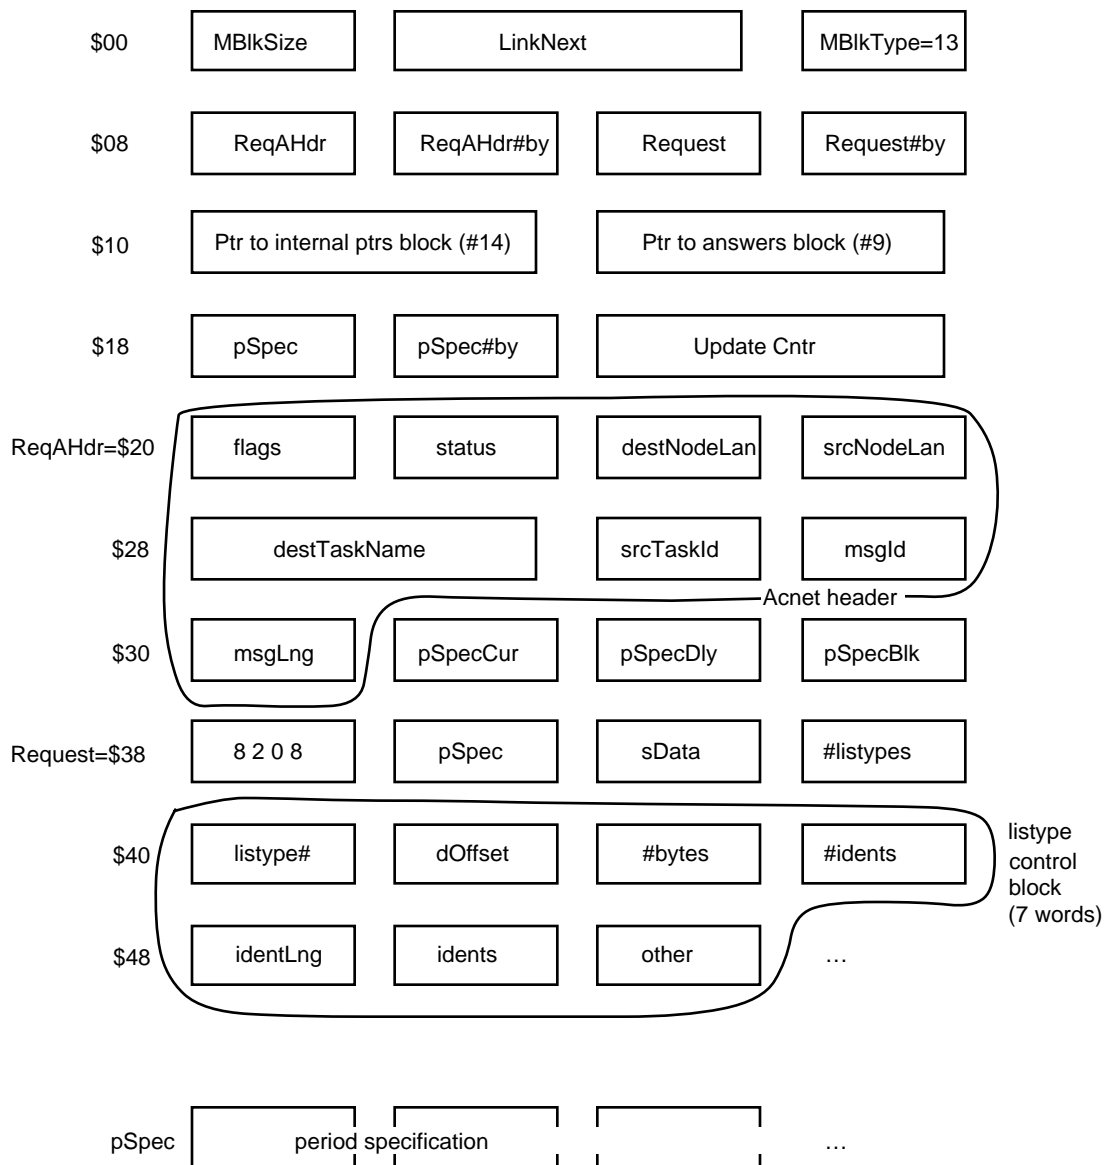 $00 MBlkSize LinkNext MBlkType=13
$08 ReqAHdr ReqAHdr#by Request Request#by
$10 Ptr to internal ptrs block (#14) Ptr to answers block (#9)
$18 pSpec pSpec#by Update Cntr
ReqAHdr=$20 flags status destNodeLan srcNodeLan
$28 destTaskName srcTaskId msgId
Acnet header
$30 msgLng pSpecCur pSpecDly pSpecBlk
Request=$38 8 2 0 8 pSpec sData #listypes
$40 listype# dOffset #bytes #idents
listype
control
block
(7 words)
$48 identLng idents other …
pSpec period specification …